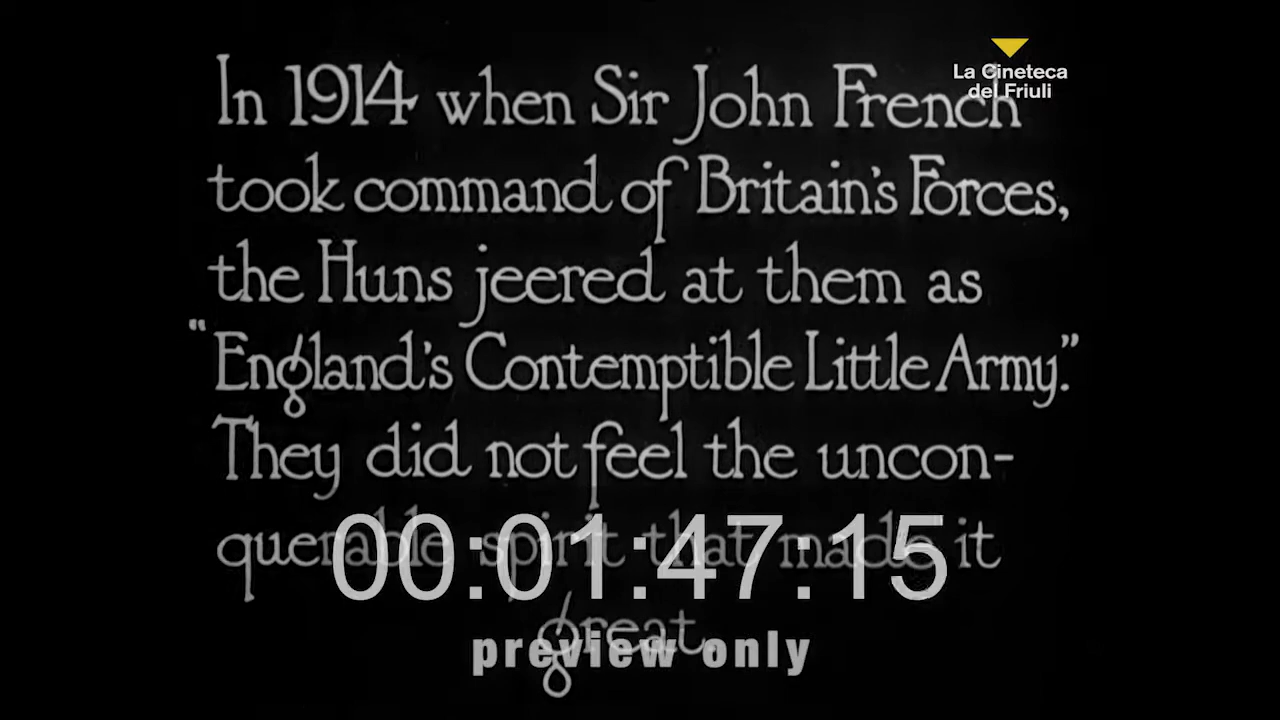 La Cineteca
del Friuli
In 1914 when Sir John French
took command of Britain's Forces,
the Huns jeered at them as
"England's Contemptible Little Army."
They did not feel the uncon-
querable spirit that made it
great.
00:01:47:15
preview only